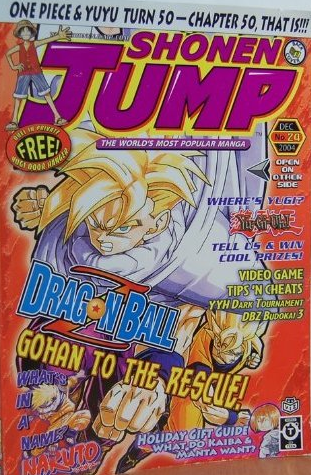 ONE PIECE & YUYU TURN 50—CHAPTER 50, THAT IS!!!
SHONEN
JUMP
THE WORLD'S MOST POPULAR MANGA
FREE!
DEC
2004
OPEN
ON
OTHER
SIDE
WHERE'S YUGI?
Yu-Gi-Oh!
TELL US & WIN
COOL PRIZES!
VIDEO GAME
TIPS 'N CHEATS
YYH DARK TOURNAMENT
DBZ BUDOKAI 3
DRAGON BALL
Z
GOHAN TO THE RESCUE!
WHAT'S
IN
A
NAME?
NARUTO
HOLIDAY GIFT GUIDE
WHAT DO KAIBA &
MANTA WANT?